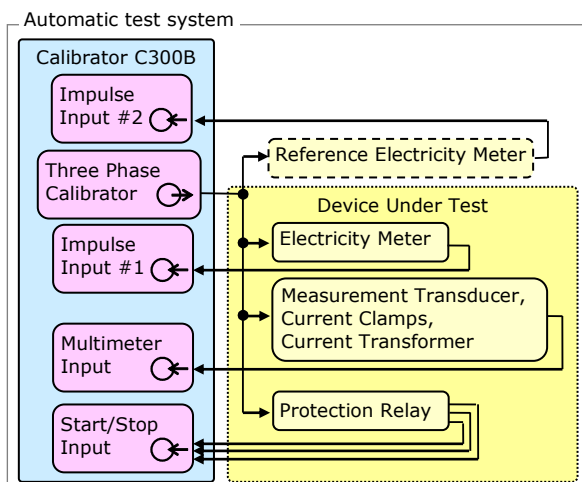 Automatic test system
Calibrator C300B
Impulse
Input #2
Three Phase
Calibrator
Impulse
Input #1
Multimeter
Input
Start/Stop
Input
Reference Electricity Meter
Device Under Test
Electricity Meter
Measurement Transducer,
Current Clamps,
Current Transformer
Protection Relay